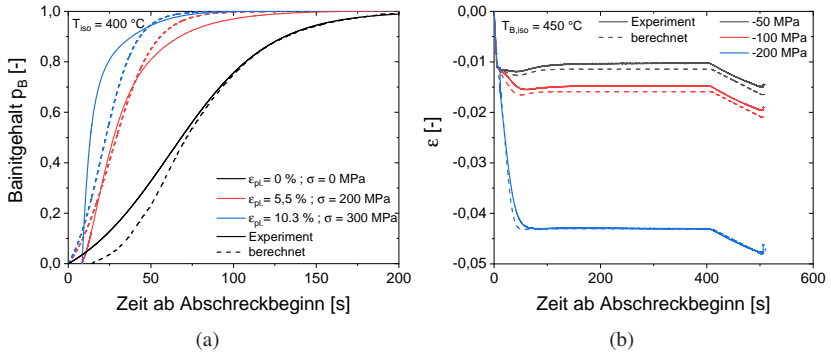 T_iso = 400 °C
Bainitgehalt p_B [-]
1,0
0,8
0,6
0,4
0,2
0,0
ε_pl. = 0 % ; σ = 0 MPa
ε_pl. = 5,5 % ; σ = 200 MPa
ε_pl. = 10.3 % ; σ = 300 MPa
Experiment
berechnet
0 50 100 150 200
Zeit ab Abschreckbeginn [s]
(a)
T_B,iso = 450 °C
Experiment
berechnet
-50 MPa
-100 MPa
-200 MPa
ε [-]
0,00
-0,01
-0,02
-0,03
-0,04
-0,05
0 200 400 600
Zeit ab Abschreckbeginn [s]
(b)